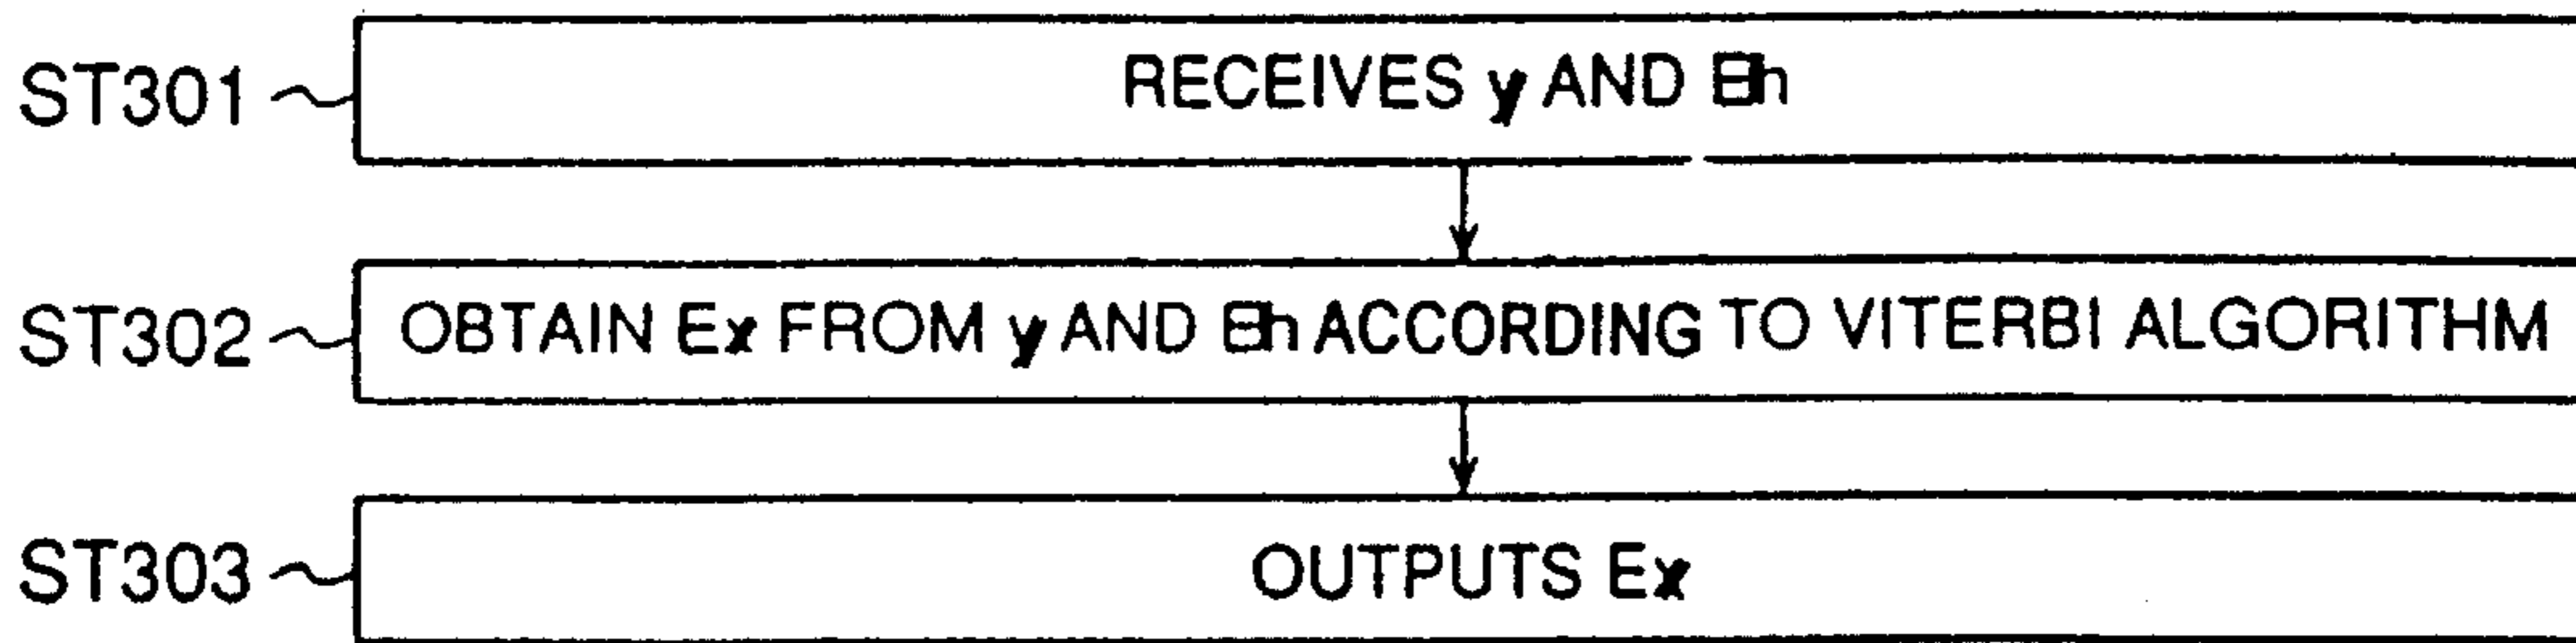 ST301
RECEIVES y AND Eh
ST302
OBTAIN Ex FROM y AND Eh ACCORDING TO VITERBI ALGORITHM
ST303
OUTPUTS Ex